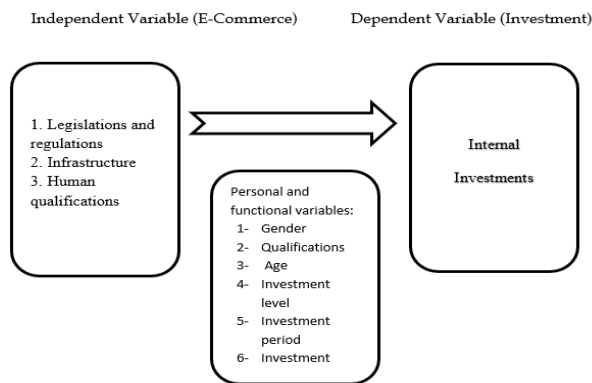 Independent Variable (E-Commerce)
Dependent Variable (Investment)
1. Legislations and
regulations
2. Infrastructure
3. Human
qualifications
Internal
Investments
Personal and
functional variables:
1- Gender
2- Qualifications
3- Age
4- Investment
level
5- Investment
period
6- Investment